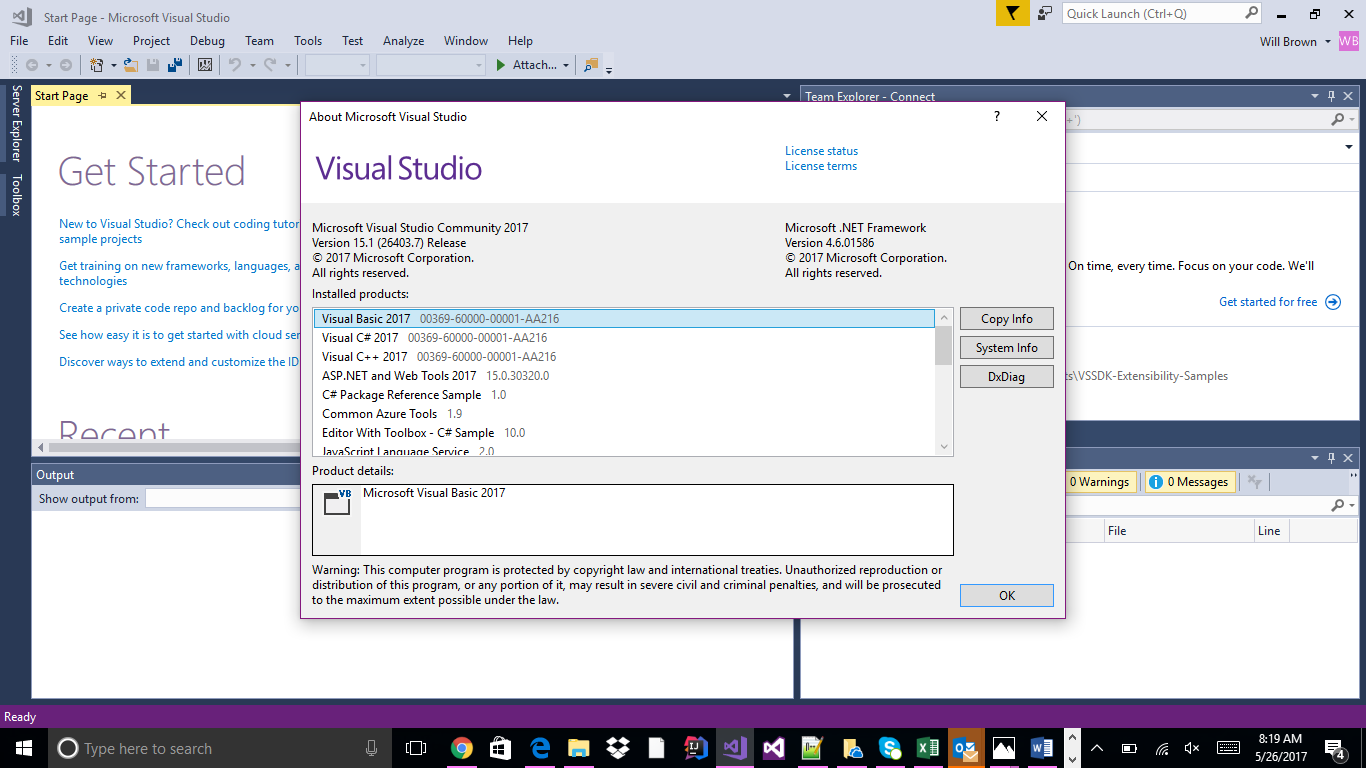 Start Page - Microsoft Visual Studio
Quick Launch (Ctrl+Q)
File Edit View Project Debug Team Tools Test Analyze Window Help
Will Brown WB
Attach...
Server Explorer
Toolbox
Start Page
Team Explorer - Connect
About Microsoft Visual Studio
?
Visual Studio
License status
License terms
Get Started
New to Visual Studio? Check out coding
sample projects
Get training on new frameworks, languages,
technologies
Create a private code repo and backlog for
See how easy it is to get started with cloud
Discover ways to extend and customize the
Recent
Microsoft Visual Studio Community 2017
Version 15.1 (26403.7) Release
© 2017 Microsoft Corporation.
All rights reserved.
Microsoft .NET Framework
Version 4.6.01586
© 2017 Microsoft Corporation.
All rights reserved.
Installed products:
Visual Basic 2017 00369-60000-00001-AA216
Visual C# 2017 00369-60000-00001-AA216
Visual C++ 2017 00369-60000-00001-AA216
ASP.NET and Web Tools 2017 15.0.30320.0
C# Package Reference Sample 1.0
Common Azure Tools 1.9
Editor With Toolbox - C# Sample 10.0
JavaScript Language Service 2.0
Copy Info
System Info
DxDiag
Product details:
VB Microsoft Visual Basic 2017
Warning: This computer program is protected by copyright law and international treaties. Unauthorized reproduction or
distribution of this program, or any portion of it, may result in severe civil and criminal penalties, and will be prosecuted
to the maximum extent possible under the law.
OK
On time, every time. Focus on your code. We'll
Get started for free
\VSSDK-Extensibility-Samples
Output
Show output from:
0 Warnings
0 Messages
File
Line
Ready
Type here to search
8:19 AM
5/26/2017
4